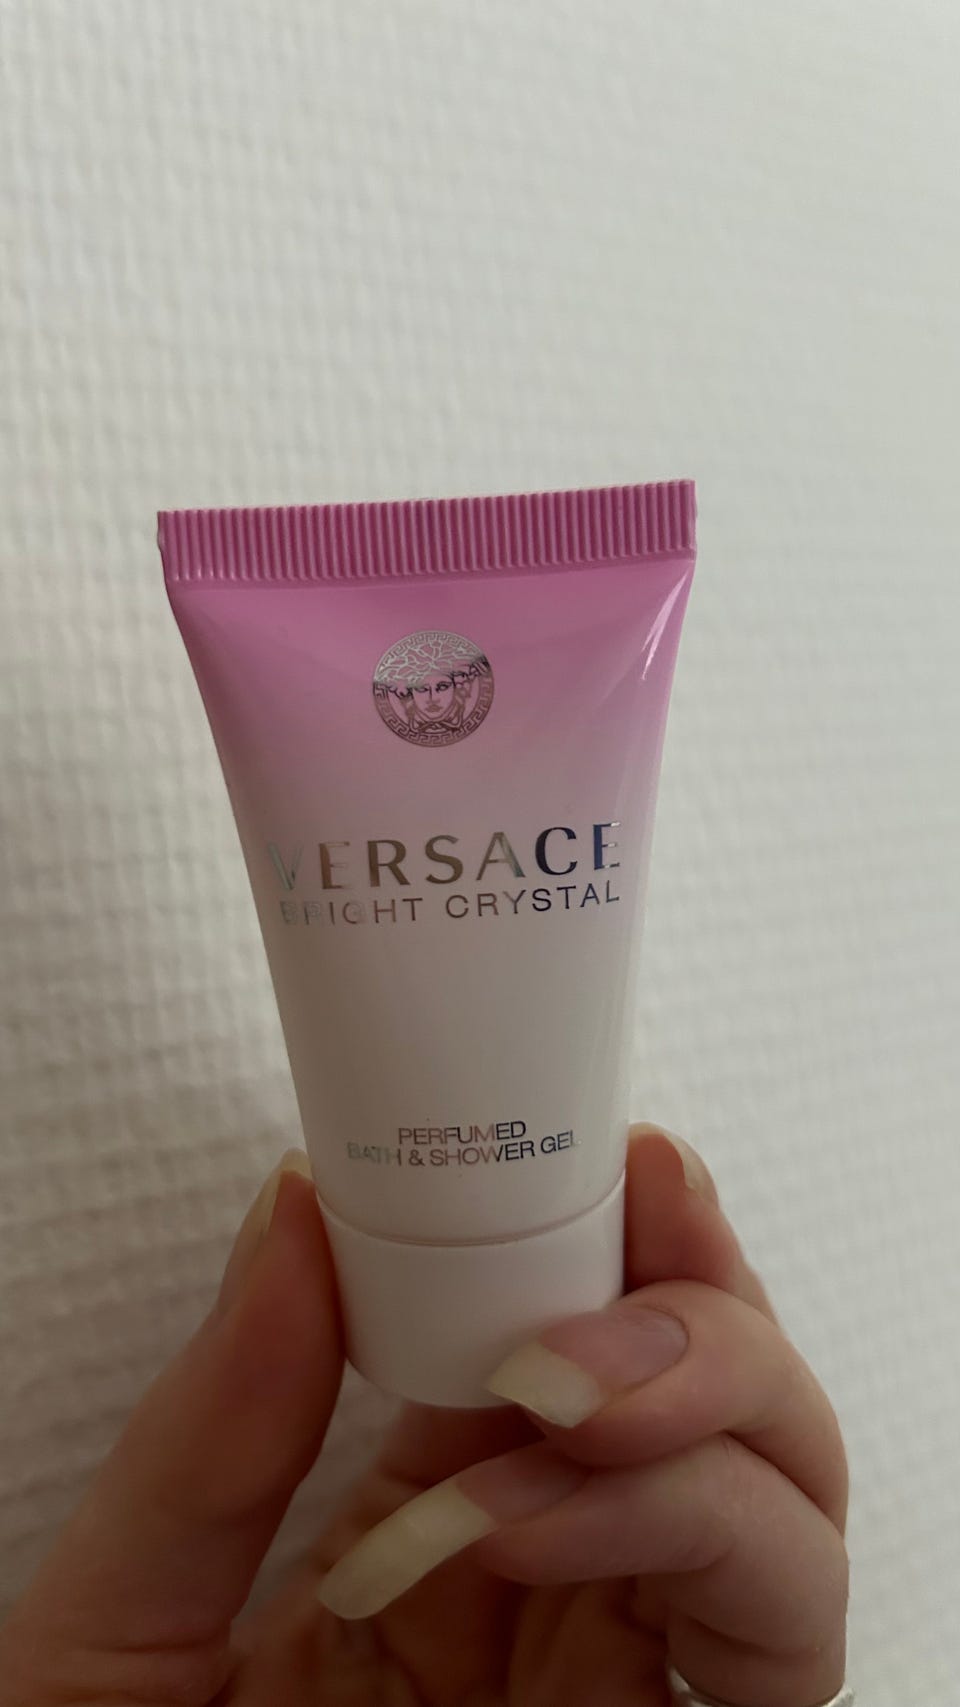 VERSACE
BRIGHT CRYSTAL
PERFUMED
BATH & SHOWER GEL